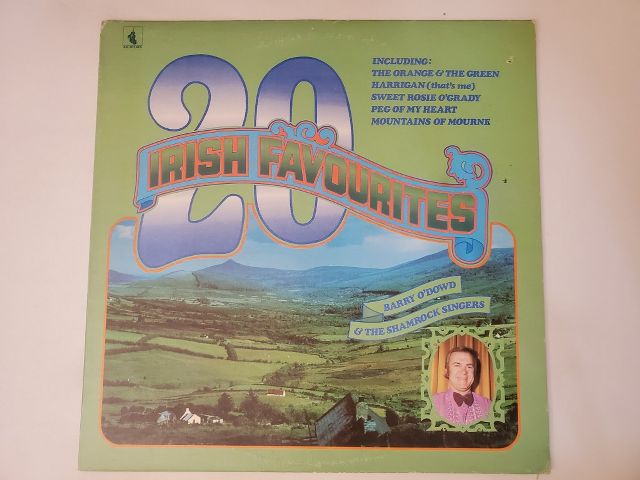 INCLUDING:
THE ORANGE & THE GREEN
HARRIGAN (that's me)
SWEET ROSIE O'GRADY
PEG OF MY HEART
MOUNTAINS OF MOURNE
20
IRISH FAVOURITES
BARRY O'DOWD
& THE SHAMROCK SINGERS